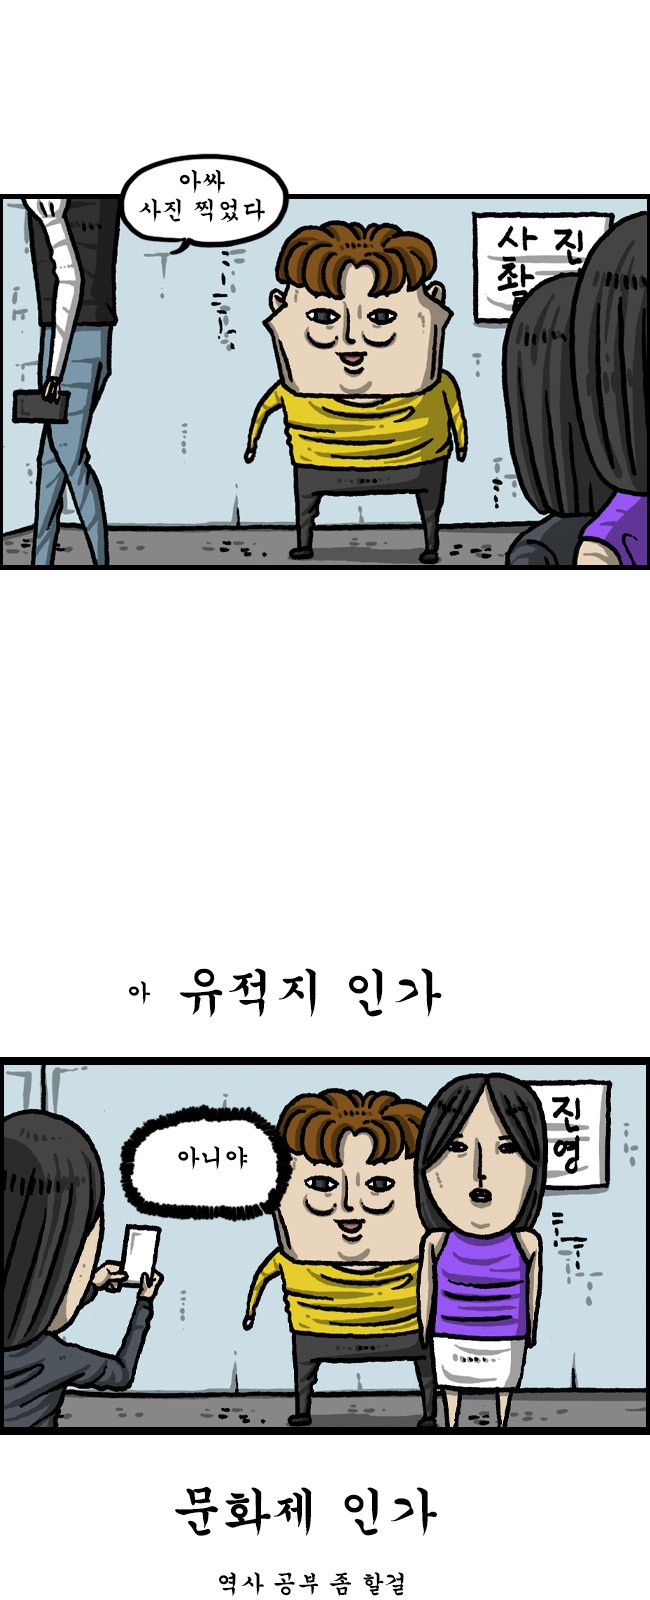 아싸
사진 찍었다
사 진
촬
아 유적지 인가
아니야
진
영
문화제 인가
역사 공부 좀 할걸